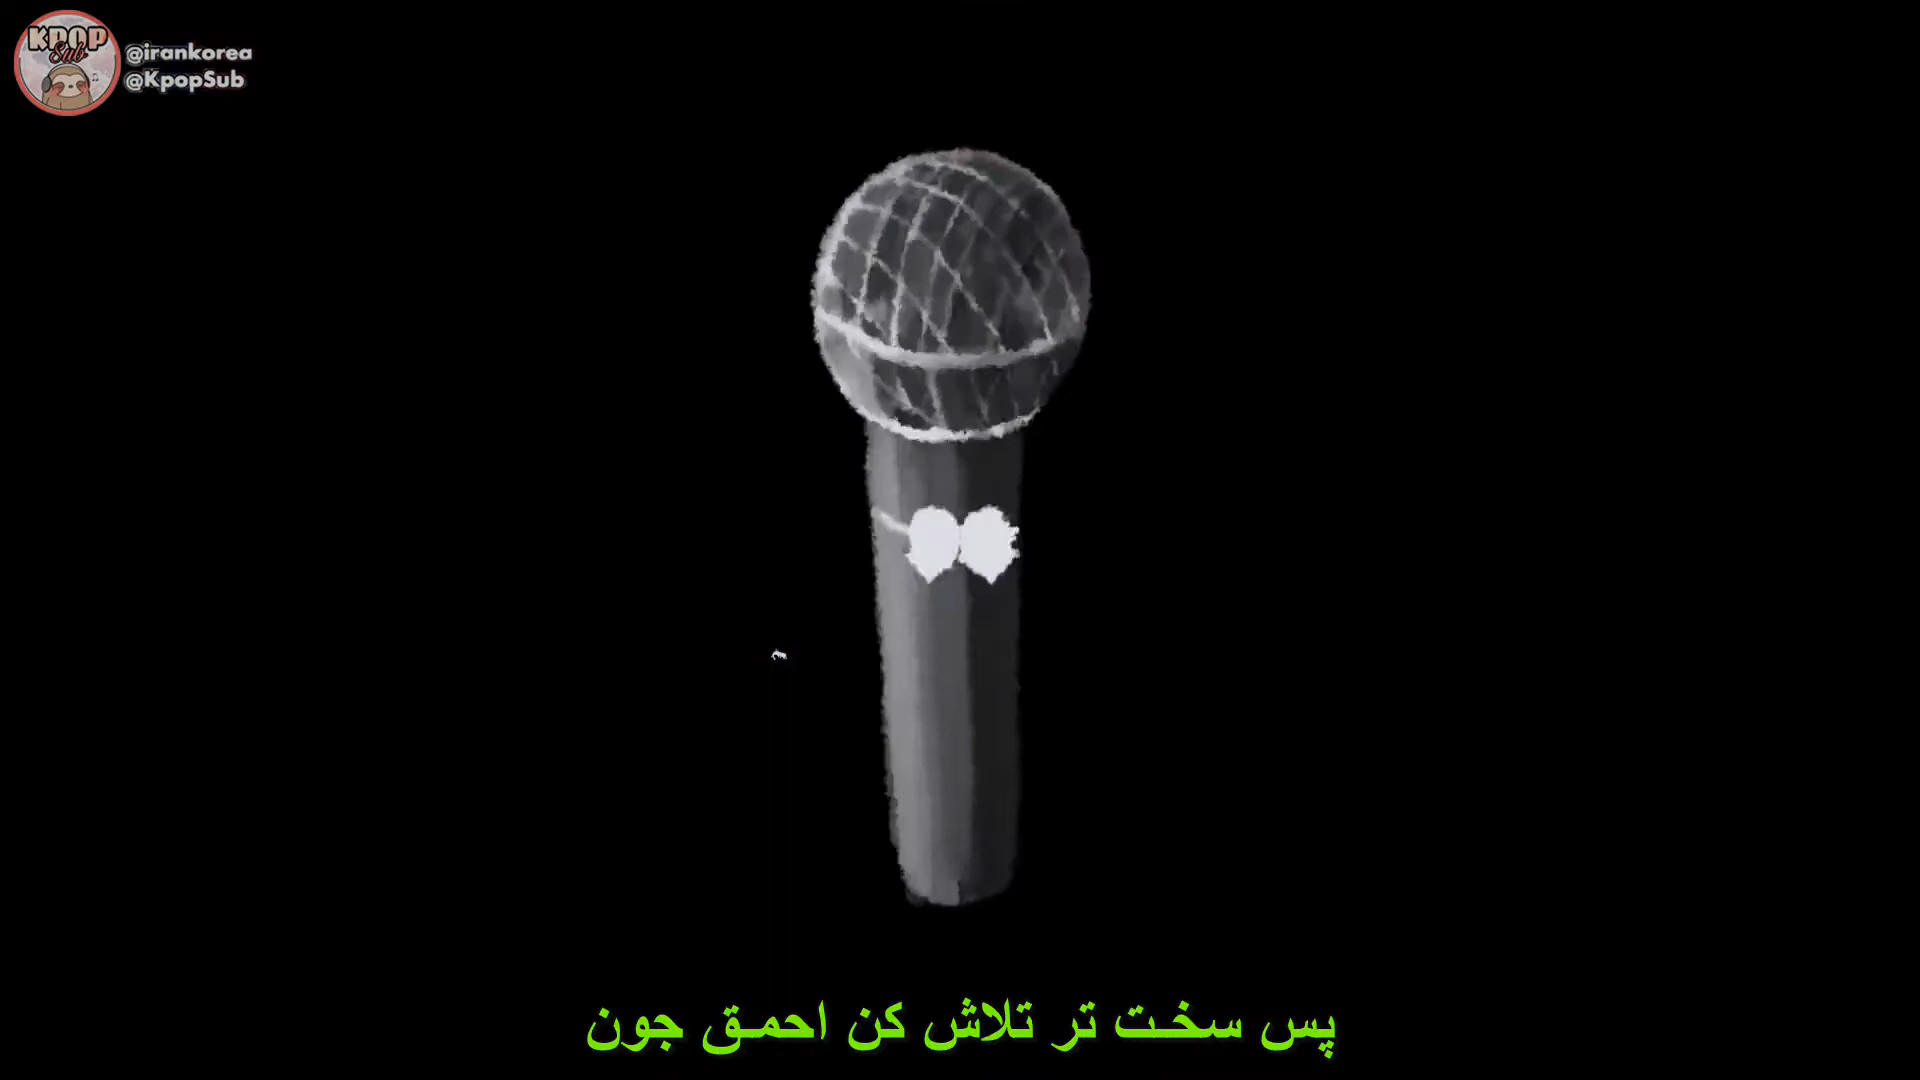 KPOP
Sub
@irankorea
@KpopSub
پس سخت تر تلاش کن احمق جون